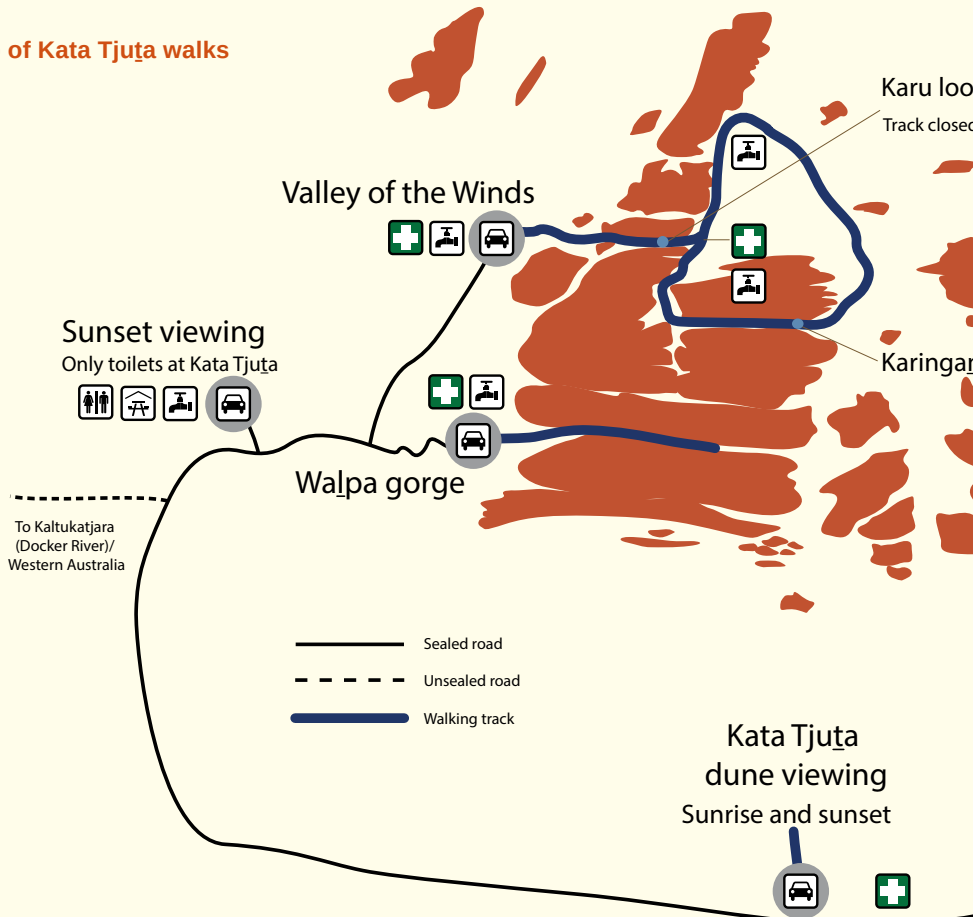 of Kata Tjuṯa walks
Karu loo
Track closed
Valley of the Winds
Sunset viewing
Only toilets at Kata Tjuṯa
Karingaṉ
Waḻpa gorge
To Kaltukatjara
(Docker River)/
Western Australia
Sealed road
Unsealed road
Walking track
Kata Tjuṯa
dune viewing
Sunrise and sunset